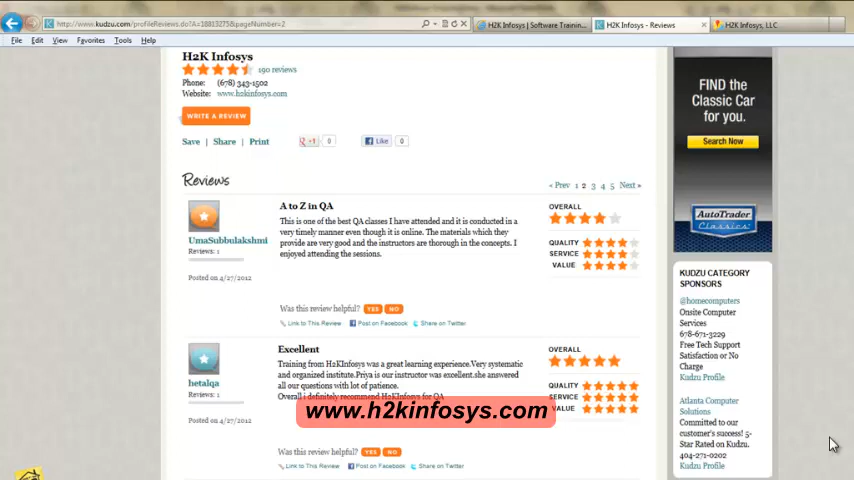 http://www.kudzu.com/profileReviews.do?A=18813275&pageNumber=2
H2K Infosys | Software Trainin...
H2K Infosys - Reviews
H2K Infosys, LLC
File Edit View Favorites Tools Help
H2K Infosys
190 reviews
Phone: (678) 343-1502
Website: www.h2kinfosys.com
WRITE A REVIEW
Save | Share | Print
+1 0
Like 0
Reviews
« Prev 1 2 3 4 5 Next »
A to Z in QA
This is one of the best QA classes I have attended and it is conducted in a
very timely manner even though it is online. The materials which they
provide are very good and the instructors are thorough in the concepts. I
enjoyed attending the sessions.
UmaSubbulakshmi
Reviews: 1
Posted on 4/27/2012
OVERALL
QUALITY
SERVICE
VALUE
Was this review helpful? YES NO
Link to This Review Post on Facebook Share on Twitter
Excellent
Training from H2KInfosys was a great learning experience.Very systematic
and organized institute.Priya is our instructor was excellent.she answered
all our questions with lot of patience.
Overall i definitely recommend H2KInfosys for QA
hetalqa
Reviews: 1
Posted on 4/27/2012
OVERALL
QUALITY
SERVICE
VALUE
www.h2kinfosys.com
Was this review helpful? YES NO
Link to This Review Post on Facebook Share on Twitter
FIND the
Classic Car
for you.
Search Now
AutoTrader
Classics
KUDZU CATEGORY
SPONSORS
@homecomputers
Onsite Computer
Services
678-671-3229
Free Tech Support
Satisfaction or No
Charge
Kudzu Profile
Atlanta Computer
Solutions
Committed to our
customer's success! 5-
Star Rated on Kudzu.
404-271-0202
Kudzu Profile